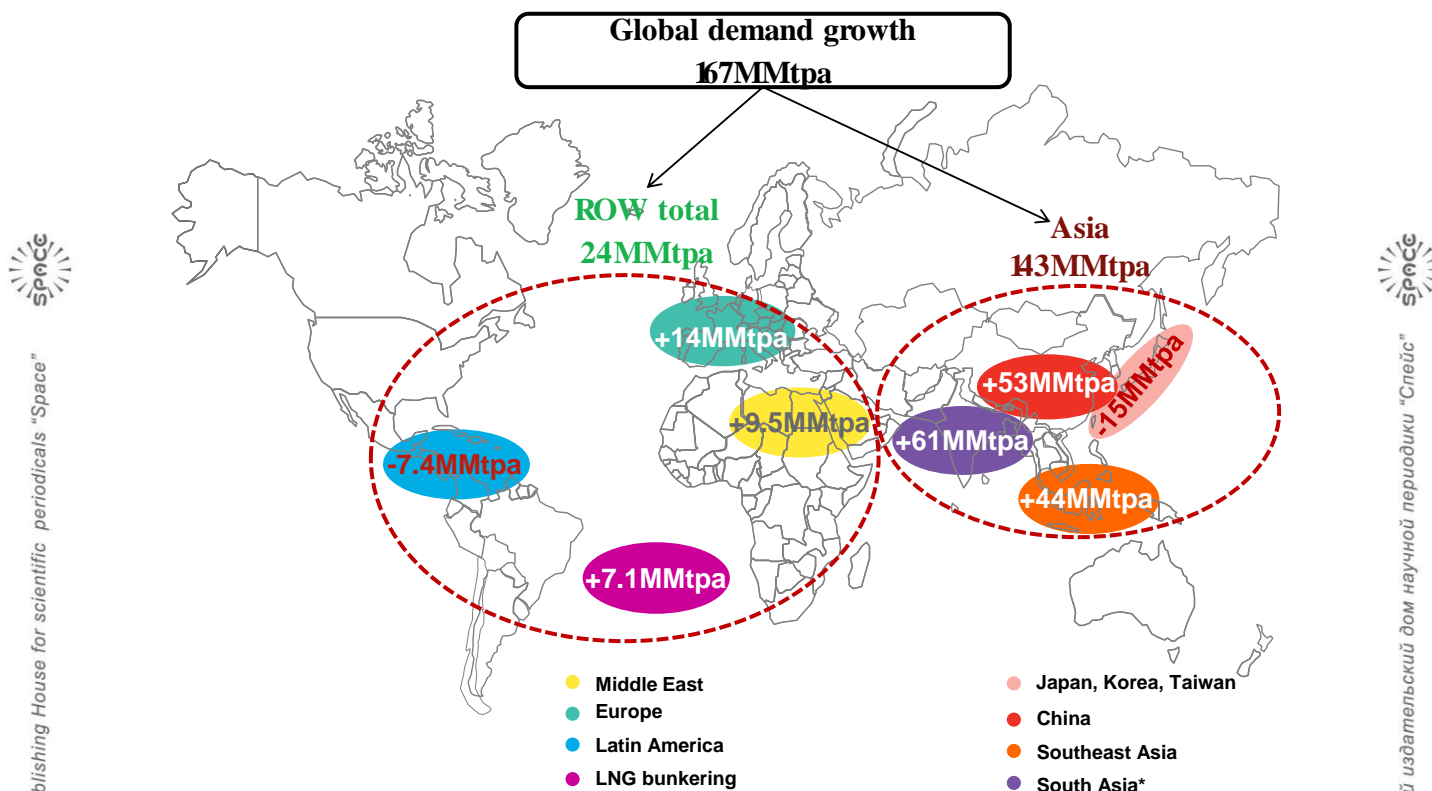 Global demand growth
167MMtpa
ROW total
24MMtpa
Asia
143MMtpa
+14MMtpa
+53MMtpa
-15MMtpa
+9.5MMtpa
+61MMtpa
-7.4MMtpa
+44MMtpa
+7.1MMtpa
Middle East
Europe
Latin America
LNG bunkering
Japan, Korea, Taiwan
China
Southeast Asia
South Asia*
House for scientific periodicals "Space"
SPACE
издательский дом научной периодики "Спейс"
SPACE